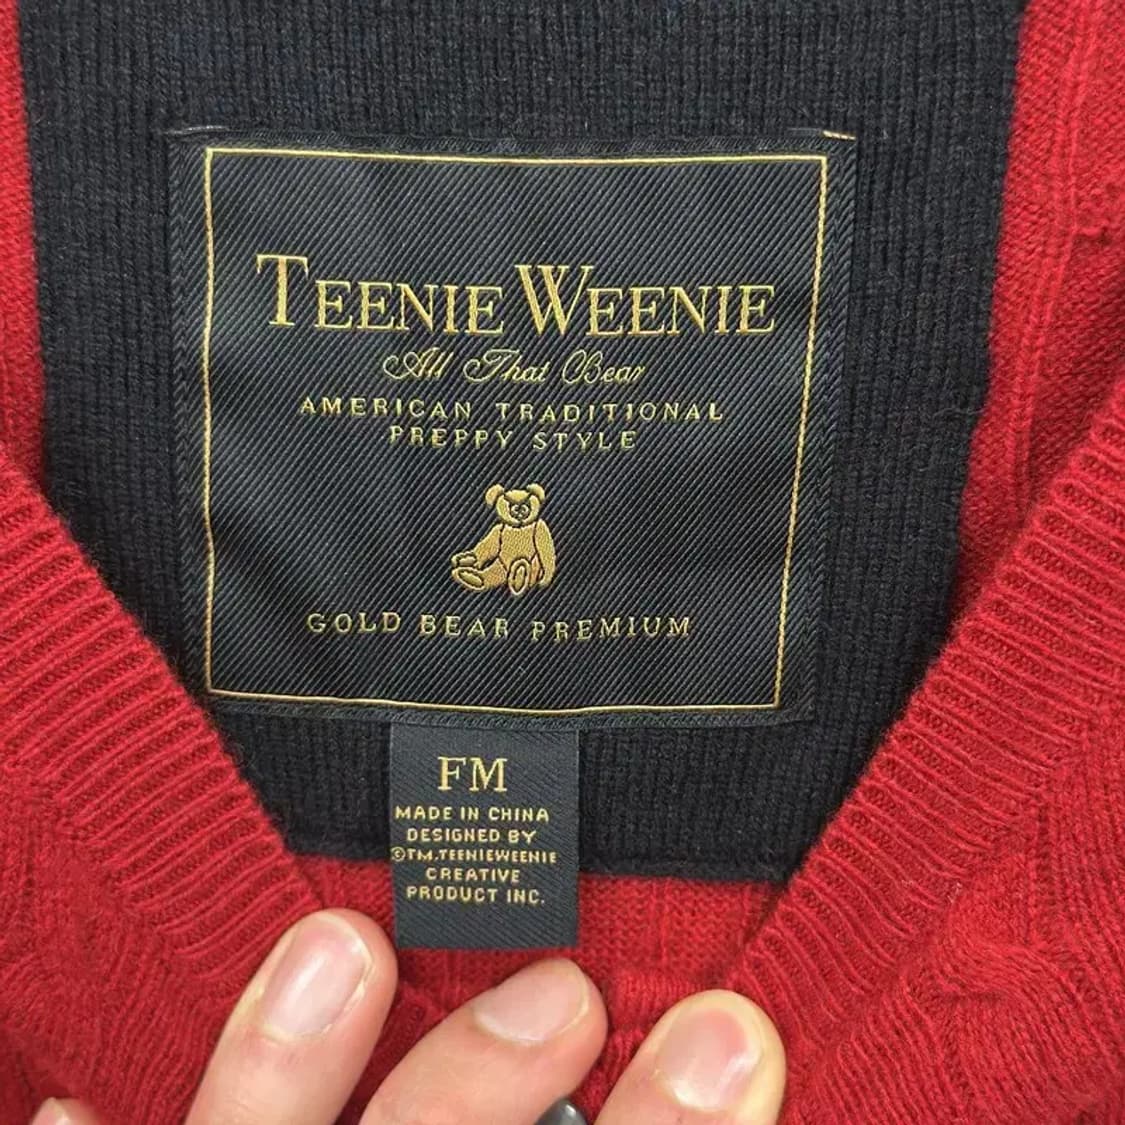 TEENIE WEENIE
All That Bear
AMERICAN TRADITIONAL
PREPPY STYLE
GOLD BEAR PREMIUM
FM
MADE IN CHINA
DESIGNED BY
©TM.TEENIEWEENIE
CREATIVE
PRODUCT INC.